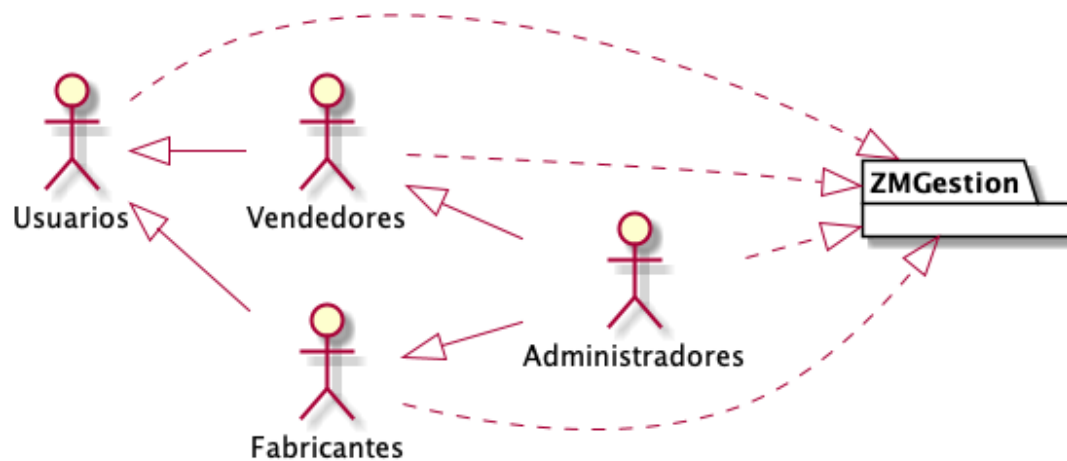 Usuarios
Vendedores
ZMGestion
Administradores
Fabricantes